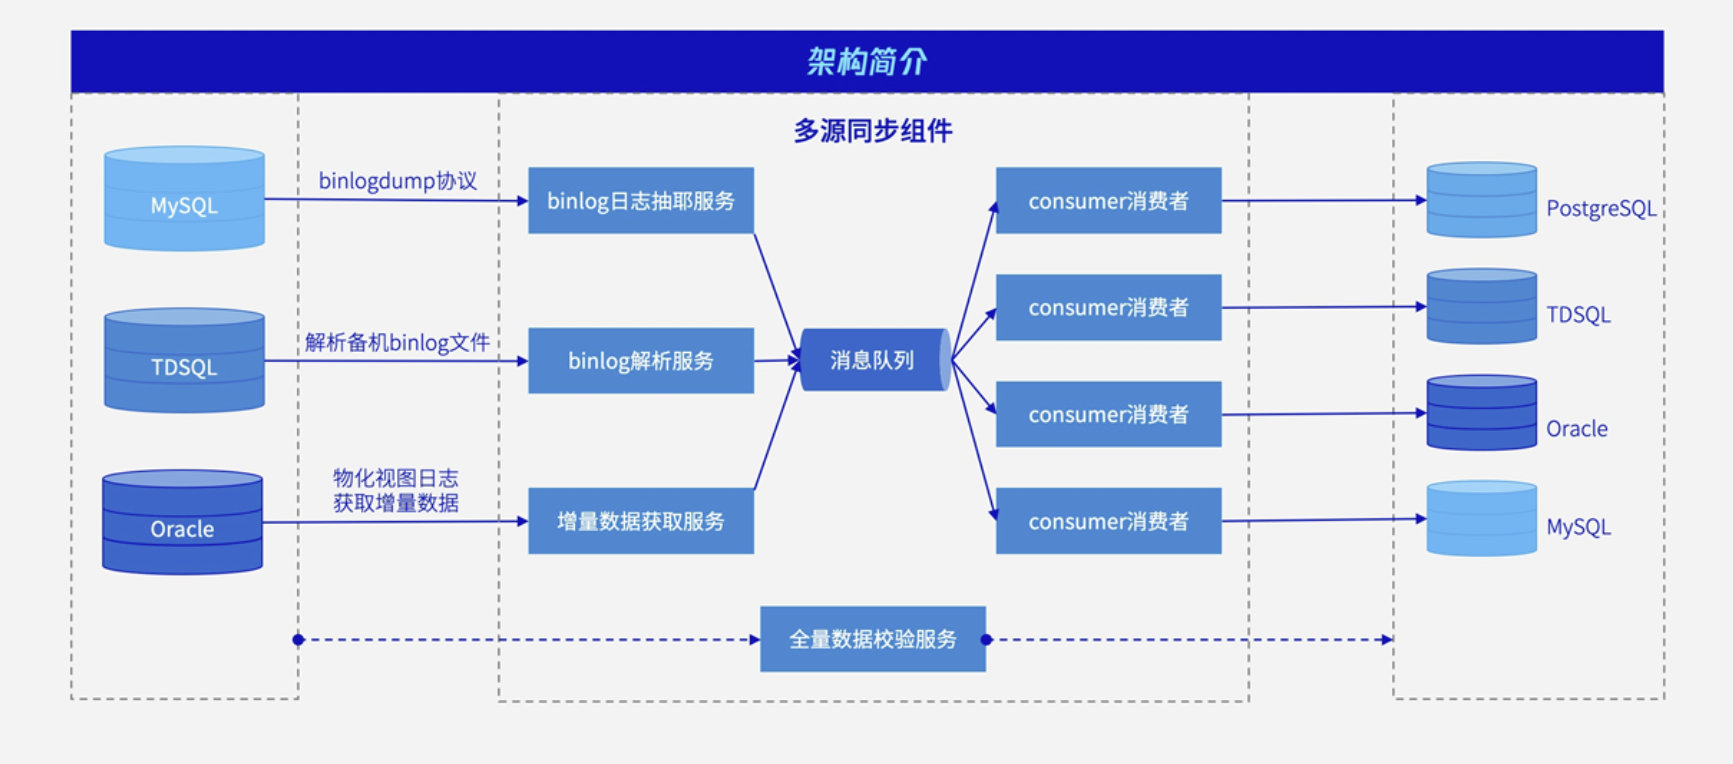 架构简介
多源同步组件
MySQL
binlogdump协议
binlog日志抽耶服务
consumer消费者
PostgreSQL
consumer消费者
TDSQL
TDSQL
解析备机binlog文件
binlog解析服务
消息队列
consumer消费者
Oracle
Oracle
物化视图日志
获取增量数据
增量数据获取服务
consumer消费者
MySQL
全量数据校验服务